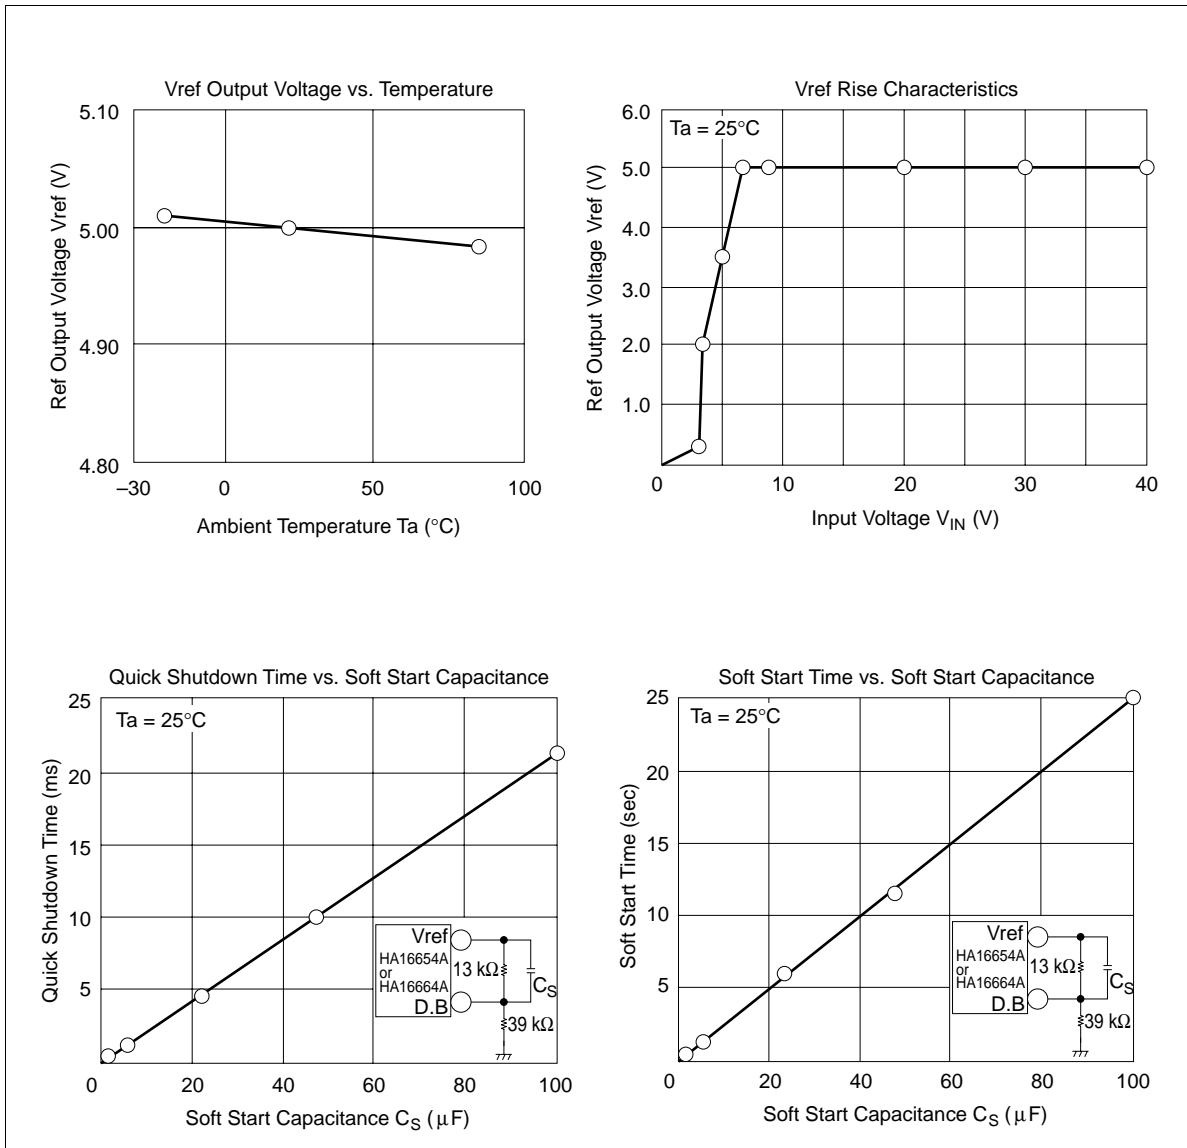 Vref Output Voltage vs. Temperature
5.10
5.00
4.90
4.80
Ref Output Voltage Vref (V)
–30 0 50 100
Ambient Temperature Ta (°C)
Vref Rise Characteristics
Ta = 25°C
6.0
5.0
4.0
3.0
2.0
1.0
Ref Output Voltage Vref (V)
0 10 20 30 40
Input Voltage V_IN (V)
Quick Shutdown Time vs. Soft Start Capacitance
Ta = 25°C
25
20
15
10
5
Quick Shutdown Time (ms)
Vref
HA16654A
or
HA16664A
D.B
13 kΩ
C_S
39 kΩ
0 20 40 60 80 100
Soft Start Capacitance C_S (μF)
Soft Start Time vs. Soft Start Capacitance
Ta = 25°C
25
20
15
10
5
Soft Start Time (sec)
Vref
HA16654A
or
HA16664A
D.B
13 kΩ
C_S
39 kΩ
0 20 40 60 80 100
Soft Start Capacitance C_S (μF)